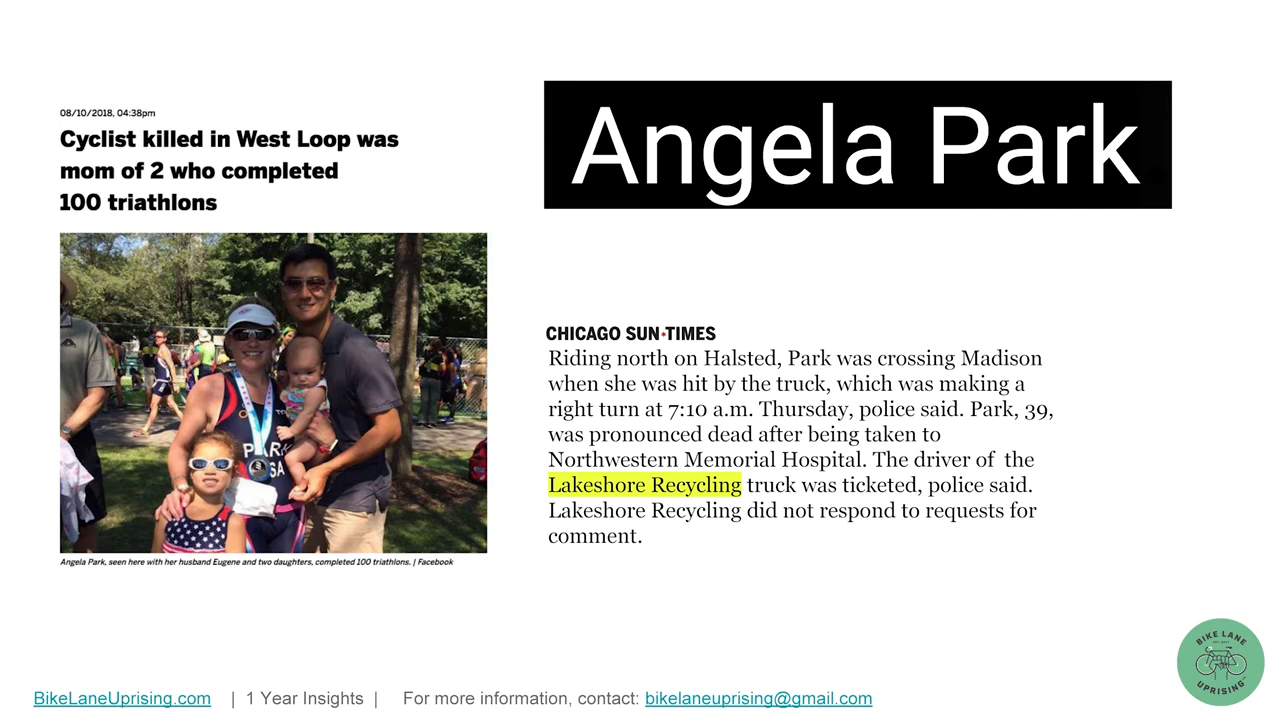 08/10/2018, 04:38pm
Cyclist killed in West Loop was
mom of 2 who completed
100 triathlons
PARK
SA
Angela Park, seen here with her husband Eugene and two daughters, completed 100 triathlons. | Facebook
Angela Park
CHICAGO SUN★TIMES
Riding north on Halsted, Park was crossing Madison
when she was hit by the truck, which was making a
right turn at 7:10 a.m. Thursday, police said. Park, 39,
was pronounced dead after being taken to
Northwestern Memorial Hospital. The driver of the
Lakeshore Recycling truck was ticketed, police said.
Lakeshore Recycling did not respond to requests for
comment.
BikeLaneUprising.com | 1 Year Insights | For more information, contact: bikelaneuprising@gmail.com
BIKE LANE
UPRISING